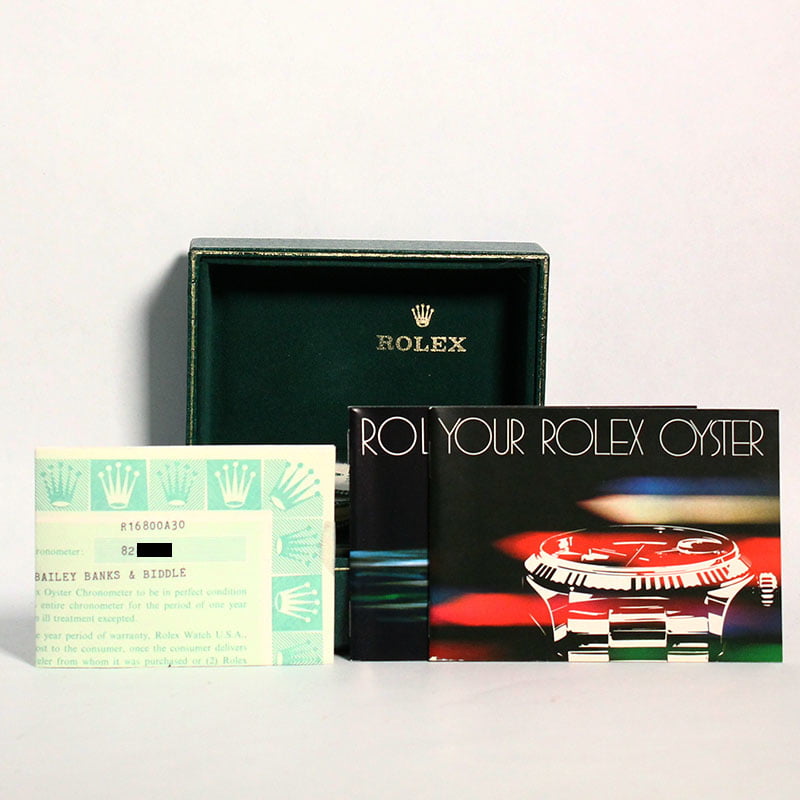 ROLEX
ROL
YOUR ROLEX OYSTER
R16800A30
ronometer: 82
BAILEY BANKS & BIDDLE
x Oyster Chronometer to be in perfect condition
entire chronometer for the period of one year
ill treatment excepted.
e year period of warranty, Rolex Watch U.S.A.,
ost to the consumer, once the consumer delivers
eler from whom it was purchased or (2) Rolex